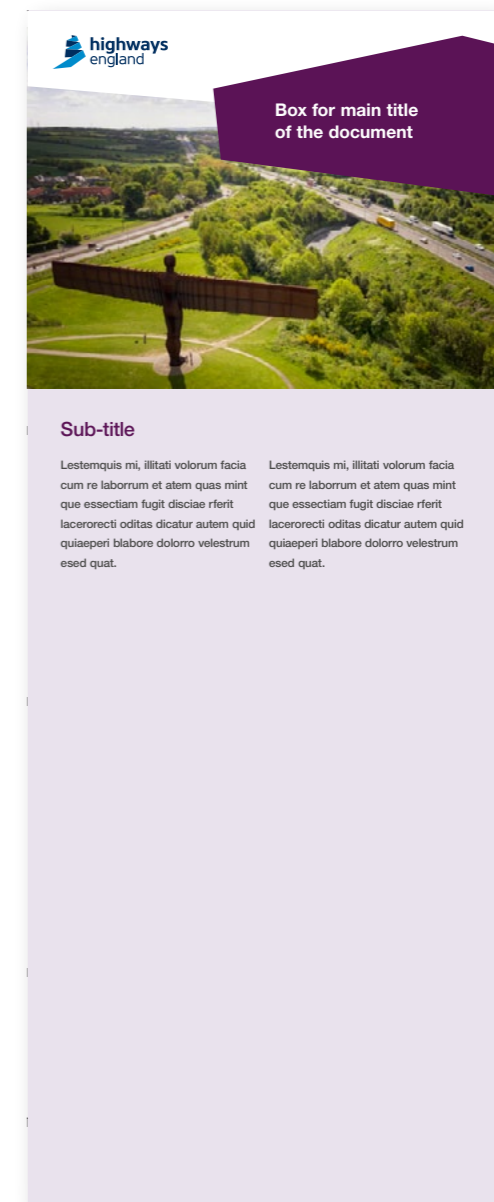 highways
england
Box for main title
of the document
Sub-title
Lestemquis mi, illitati volorum facia
cum re laborrum et atem quas mint
que essectiam fugit disciae rferit
lacerorecti oditas dicatur autem quid
quiaeperi blabore dolorro velestrum
esed quat.
Lestemquis mi, illitati volorum facia
cum re laborrum et atem quas mint
que essectiam fugit disciae rferit
lacerorecti oditas dicatur autem quid
quiaeperi blabore dolorro velestrum
esed quat.